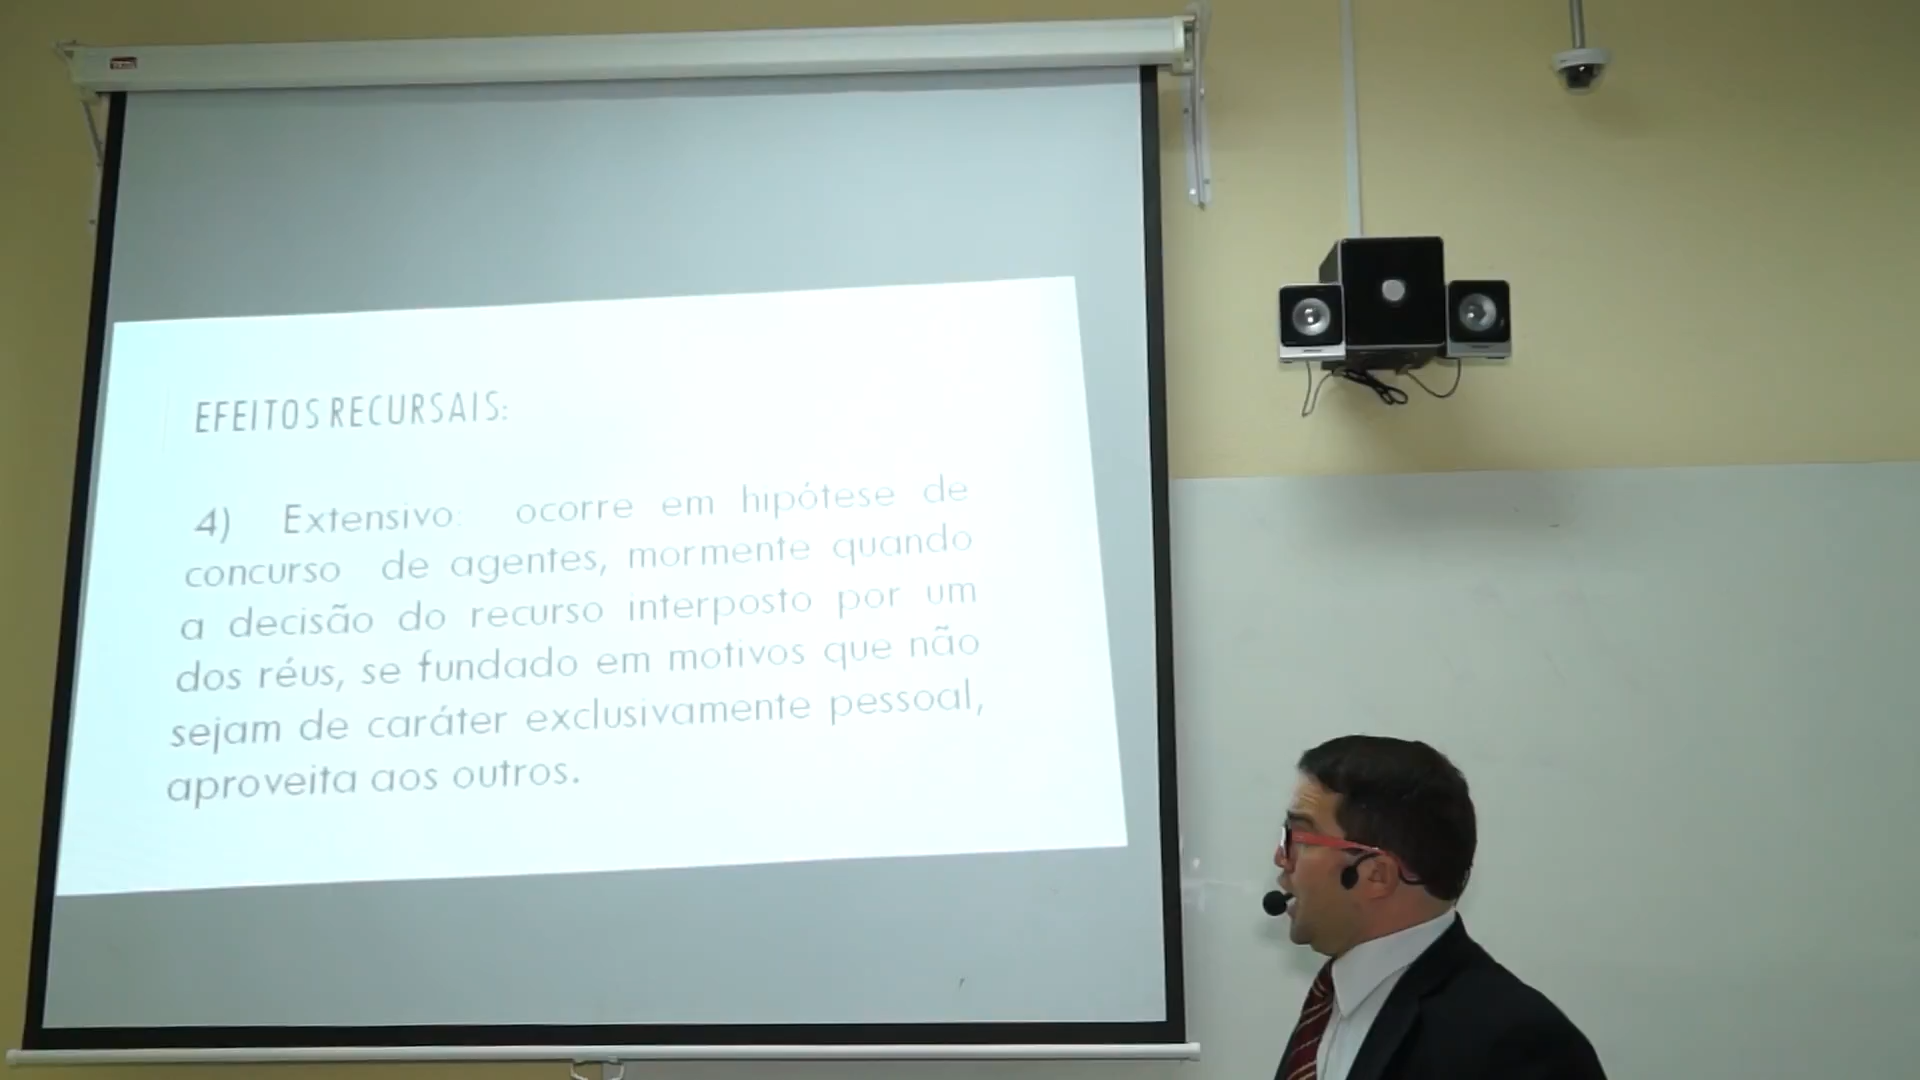 EFEITOS RECURSAIS:
4) Extensivo: ocorre em hipótese de
concurso de agentes, mormente quando
a decisão do recurso interposto por um
dos réus, se fundado em motivos que não
sejam de caráter exclusivamente pessoal,
aproveita aos outros.